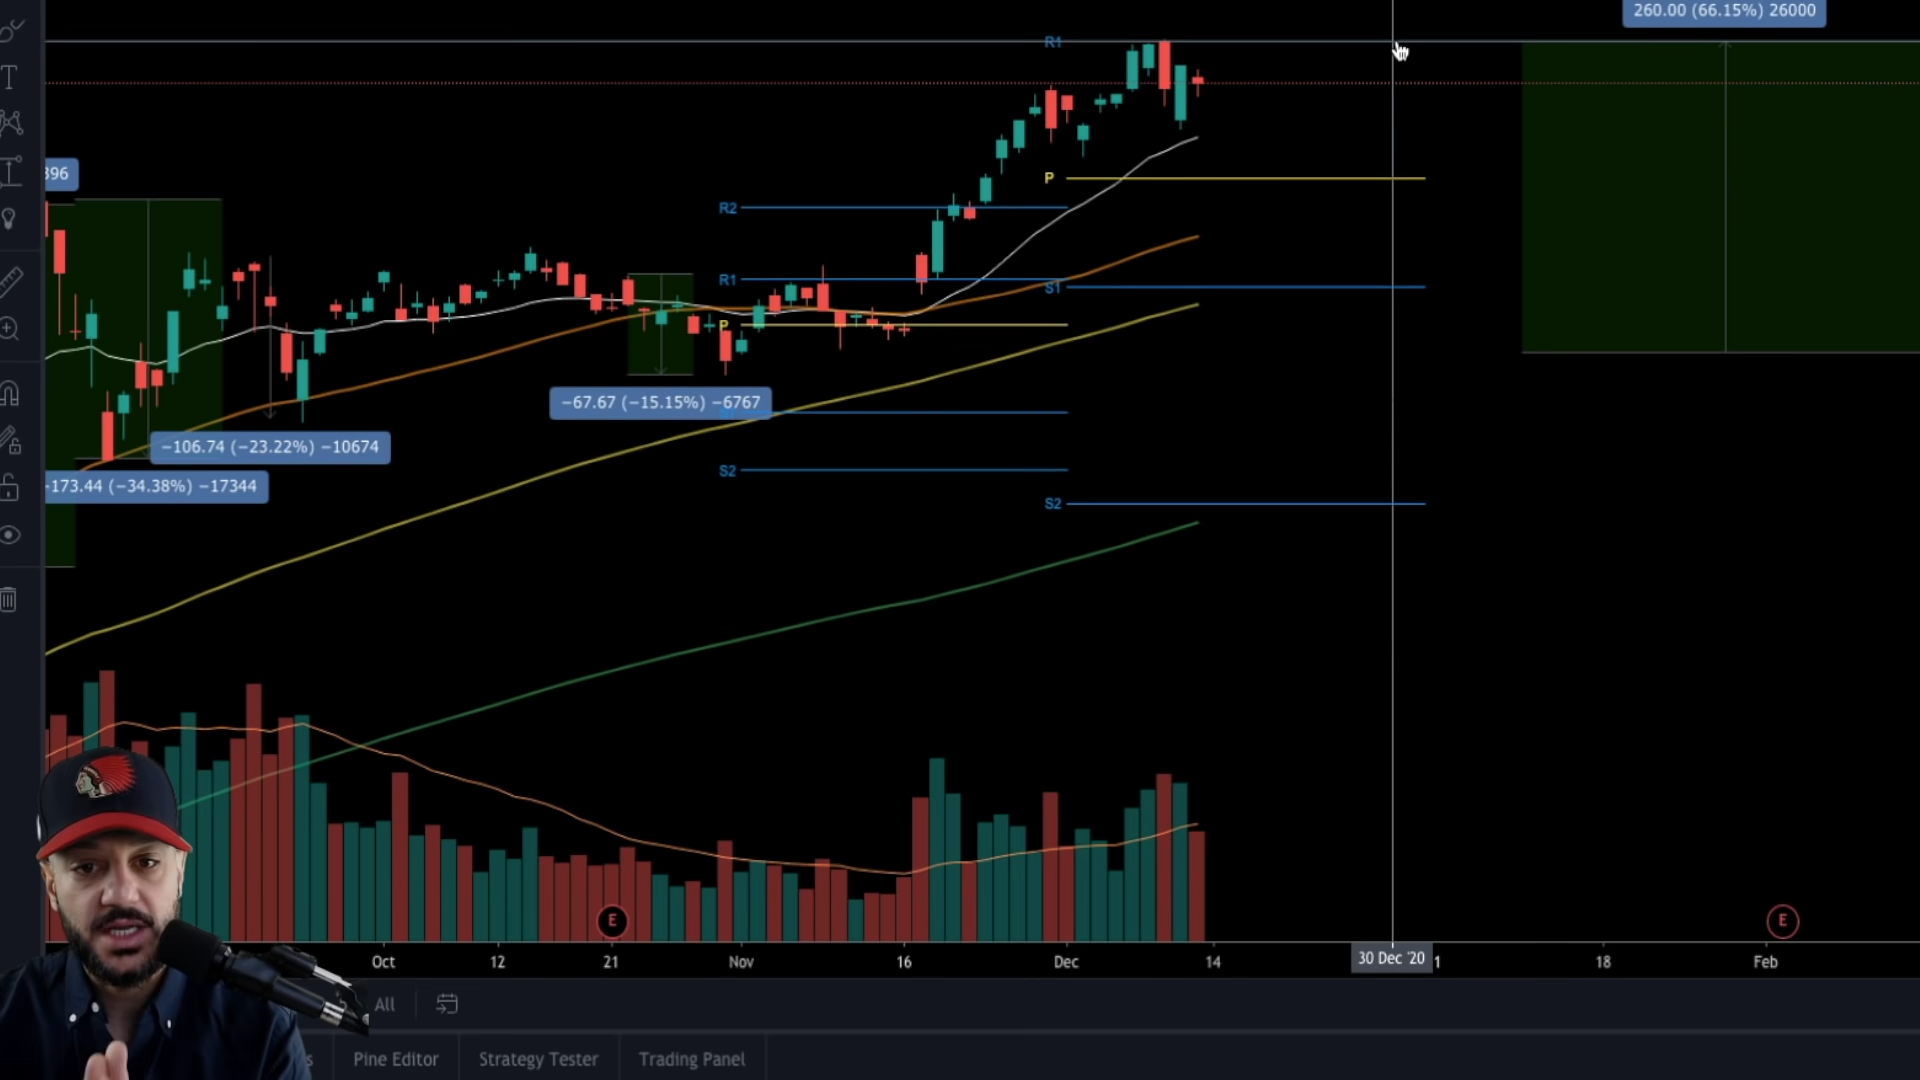 260.00 (66.15%) 26000
R1
396
P
R2
R1
S1
P
−67.67 (−15.15%) −6767
−106.74 (−23.22%) −10674
S2
−173.44 (−34.38%) −17344
S2
E
E
Oct
12
21
Nov
16
Dec
14
30 Dec '20
18
Feb
All
Pine Editor
Strategy Tester
Trading Panel